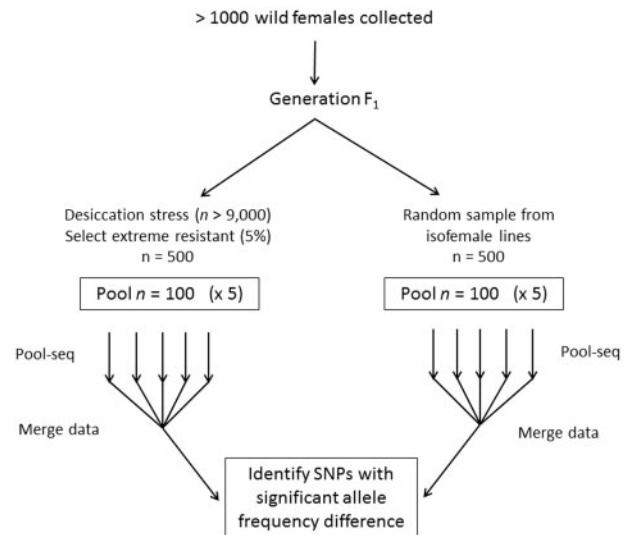 > 1000 wild females collected
Generation F₁
Desiccation stress (n > 9,000)
Select extreme resistant (5%)
n = 500
Pool n = 100 (x 5)
Random sample from
isofemale lines
n = 500
Pool n = 100 (x 5)
Pool-seq
Pool-seq
Merge data
Merge data
Identify SNPs with
significant allele
frequency difference